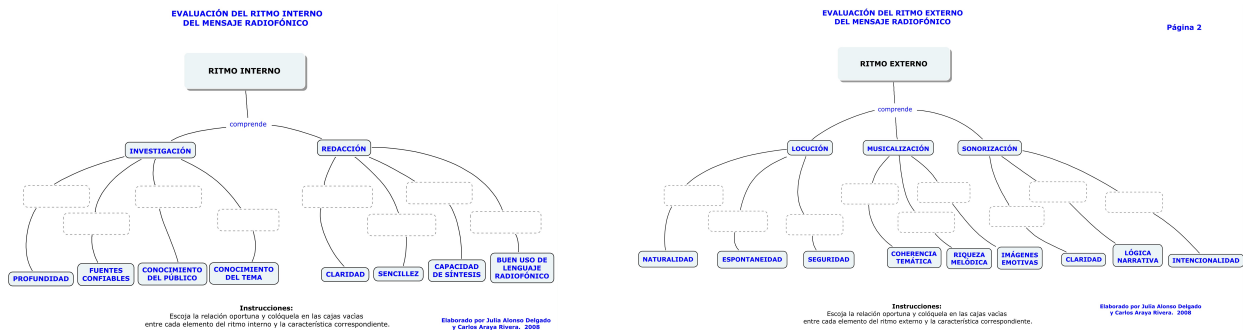 EVALUACIÓN DEL RITMO INTERNO
DEL MENSAJE RADIOFÓNICO
RITMO INTERNO
comprende
INVESTIGACIÓN
REDACCIÓN
PROFUNDIDAD
FUENTES
CONFIABLES
CONOCIMIENTO
DEL PÚBLICO
CONOCIMIENTO
DEL TEMA
CLARIDAD
SENCILLEZ
CAPACIDAD
DE SÍNTESIS
BUEN USO DE
LENGUAJE
RADIOFÓNICO
Instrucciones:
Escoja la relación oportuna y colóquela en las cajas vacías
entre cada elemento del ritmo interno y la característica correspondiente.
Elaborado por Julia Alonso Delgado
y Carlos Araya Rivera. 2008
EVALUACIÓN DEL RITMO EXTERNO
DEL MENSAJE RADIOFÓNICO
Página 2
RITMO EXTERNO
comprende
LOCUCIÓN
MUSICALIZACIÓN
SONORIZACIÓN
NATURALIDAD
ESPONTANEIDAD
SEGURIDAD
COHERENCIA
TEMÁTICA
RIQUEZA
MELÓDICA
IMÁGENES
EMOTIVAS
CLARIDAD
LÓGICA
NARRATIVA
INTENCIONALIDAD
Instrucciones:
Escoja la relación oportuna y colóquela en las cajas vacías
entre cada elemento del ritmo externo y la característica correspondiente.
Elaborado por Julia Alonso Delgado
y Carlos Araya Rivera. 2008